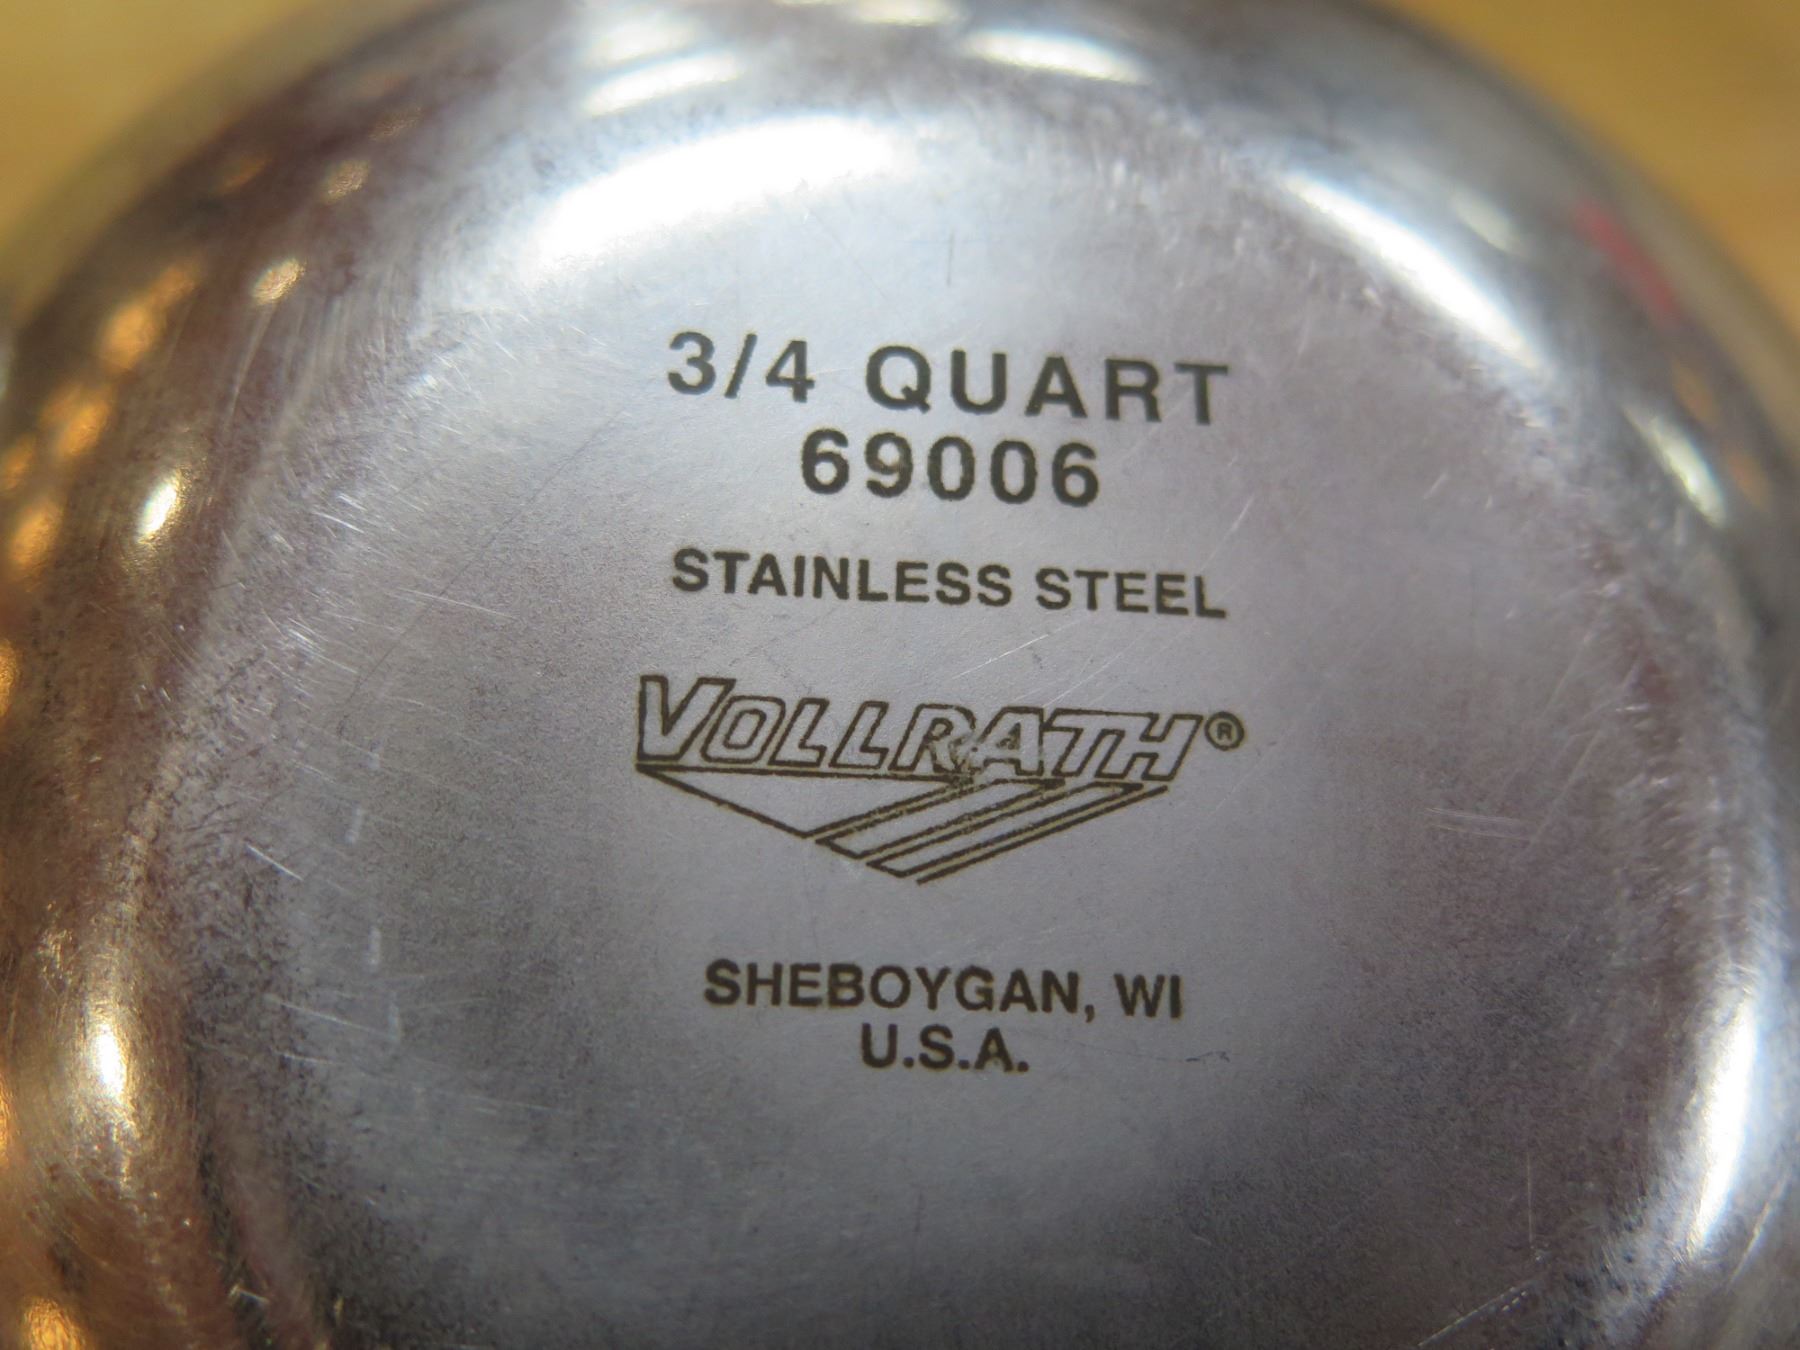 3/4 QUART
69006
STAINLESS STEEL
VOLLRATH®
SHEBOYGAN, WI
U.S.A.